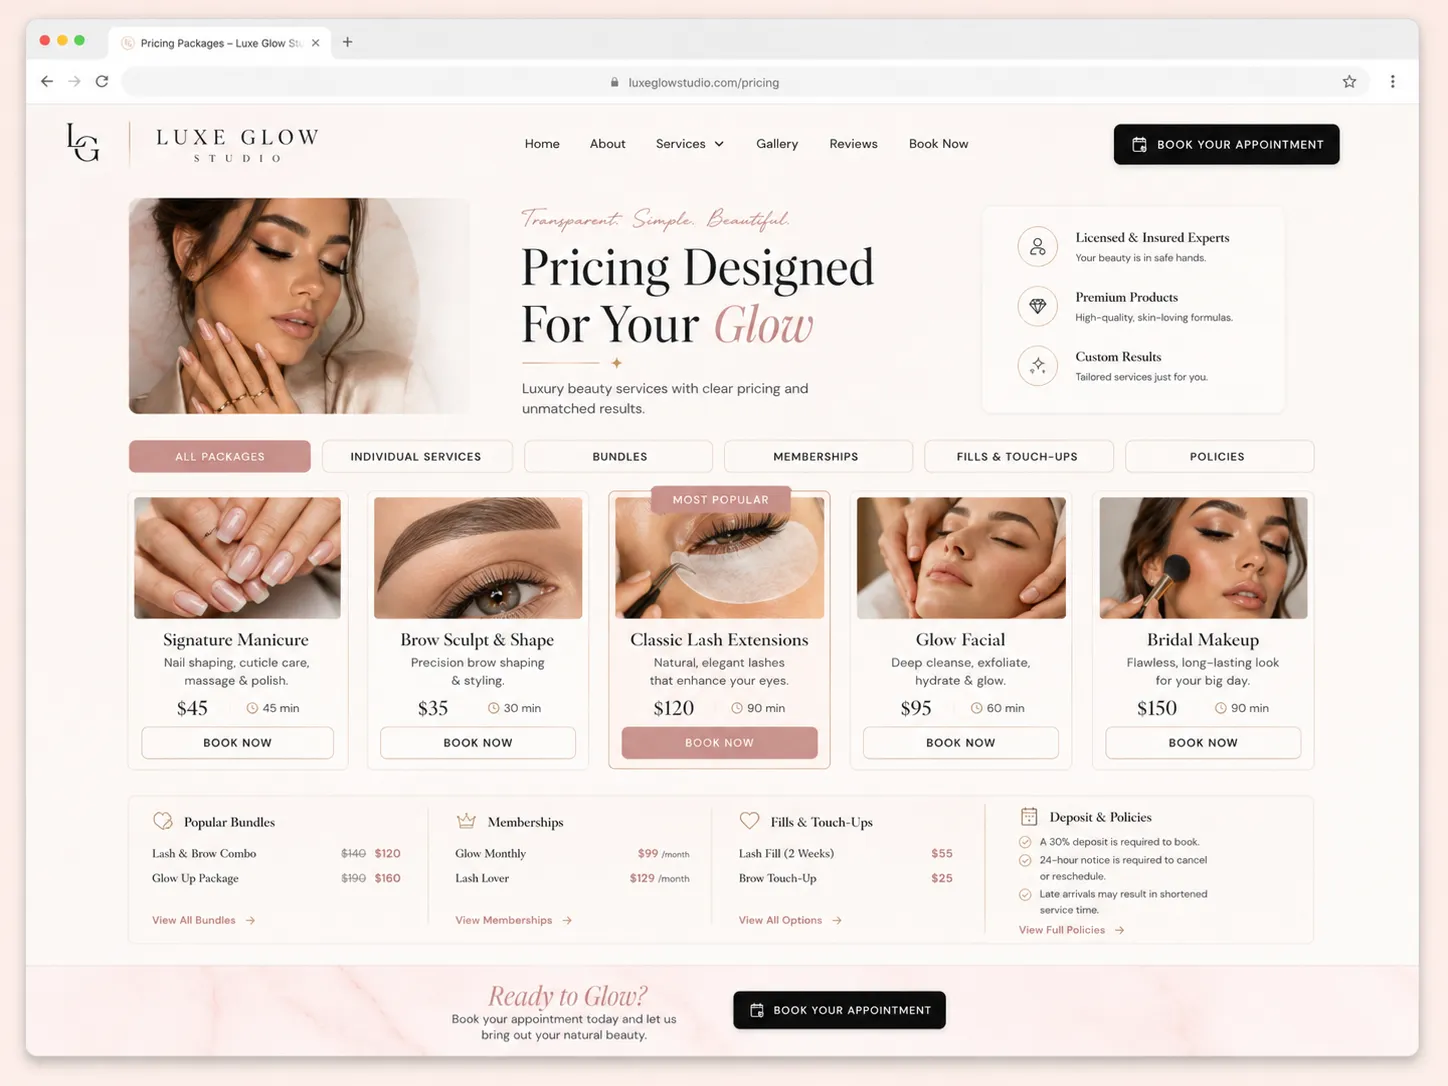 Pricing Packages – Luxe Glow Stu
luxeglowstudio.com/pricing
LG
LUXE GLOW
STUDIO
Home
About
Services
Gallery
Reviews
Book Now
BOOK YOUR APPOINTMENT
Transparent. Simple. Beautiful.
Pricing Designed
For Your Glow
Luxury beauty services with clear pricing and
unmatched results.
Licensed & Insured Experts
Your beauty is in safe hands.
Premium Products
High-quality, skin-loving formulas.
Custom Results
Tailored services just for you.
ALL PACKAGES
INDIVIDUAL SERVICES
BUNDLES
MEMBERSHIPS
FILLS & TOUCH-UPS
POLICIES
Signature Manicure
Nail shaping, cuticle care,
massage & polish.
$45 45 min
BOOK NOW
Brow Sculpt & Shape
Precision brow shaping
& styling.
$35 30 min
BOOK NOW
MOST POPULAR
Classic Lash Extensions
Natural, elegant lashes
that enhance your eyes.
$120 90 min
BOOK NOW
Glow Facial
Deep cleanse, exfoliate,
hydrate & glow.
$95 60 min
BOOK NOW
Bridal Makeup
Flawless, long-lasting look
for your big day.
$150 90 min
BOOK NOW
Popular Bundles
Lash & Brow Combo $140 $120
Glow Up Package $190 $160
View All Bundles →
Memberships
Glow Monthly $99 /month
Lash Lover $129 /month
View Memberships →
Fills & Touch-Ups
Lash Fill (2 Weeks) $55
Brow Touch-Up $25
View All Options →
Deposit & Policies
A 30% deposit is required to book.
24-hour notice is required to cancel
or reschedule.
Late arrivals may result in shortened
service time.
View Full Policies →
Ready to Glow?
Book your appointment today and let us
bring out your natural beauty.
BOOK YOUR APPOINTMENT